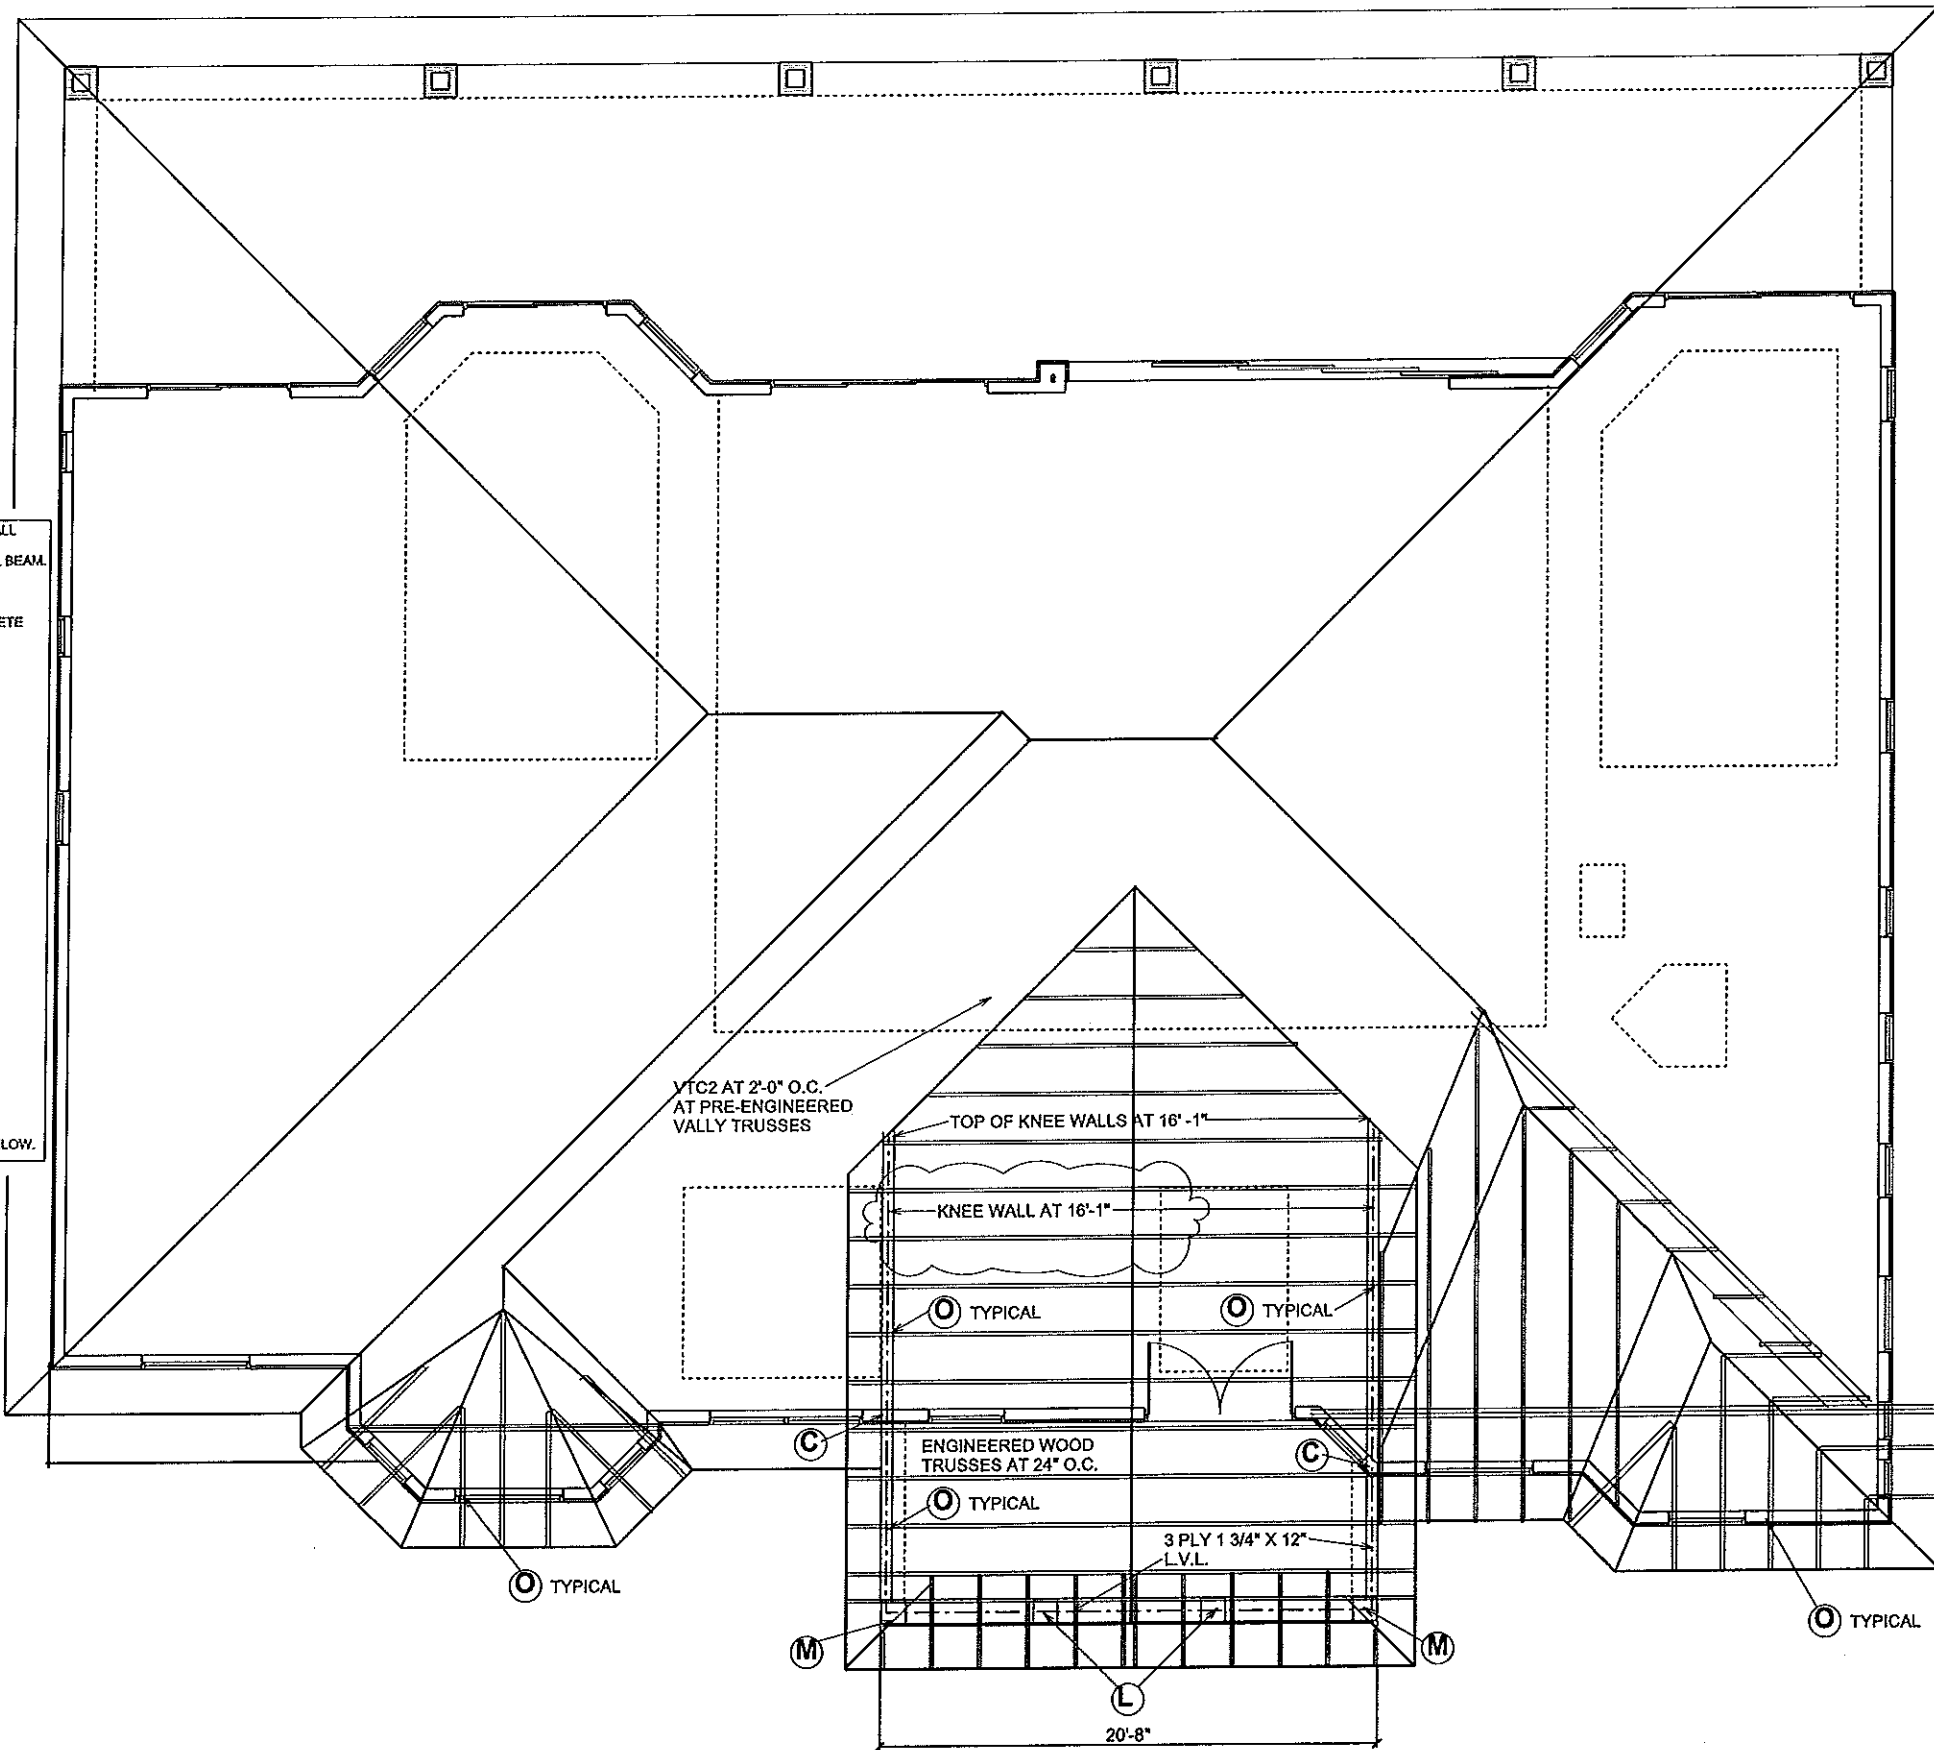 BEAM.
LOW.
VTC2 AT 2'-0" O.C.
AT PRE-ENGINEERED
VALLY TRUSSES
TOP OF KNEE WALLS AT 16' -1"
KNEE WALL AT 16'-1"
O TYPICAL
O TYPICAL
C
ENGINEERED WOOD
TRUSSES AT 24" O.C.
C
O TYPICAL
3 PLY 1 3/4" X 12"
L.V.L.
O TYPICAL
O TYPICAL
M
M
L
20'-8"